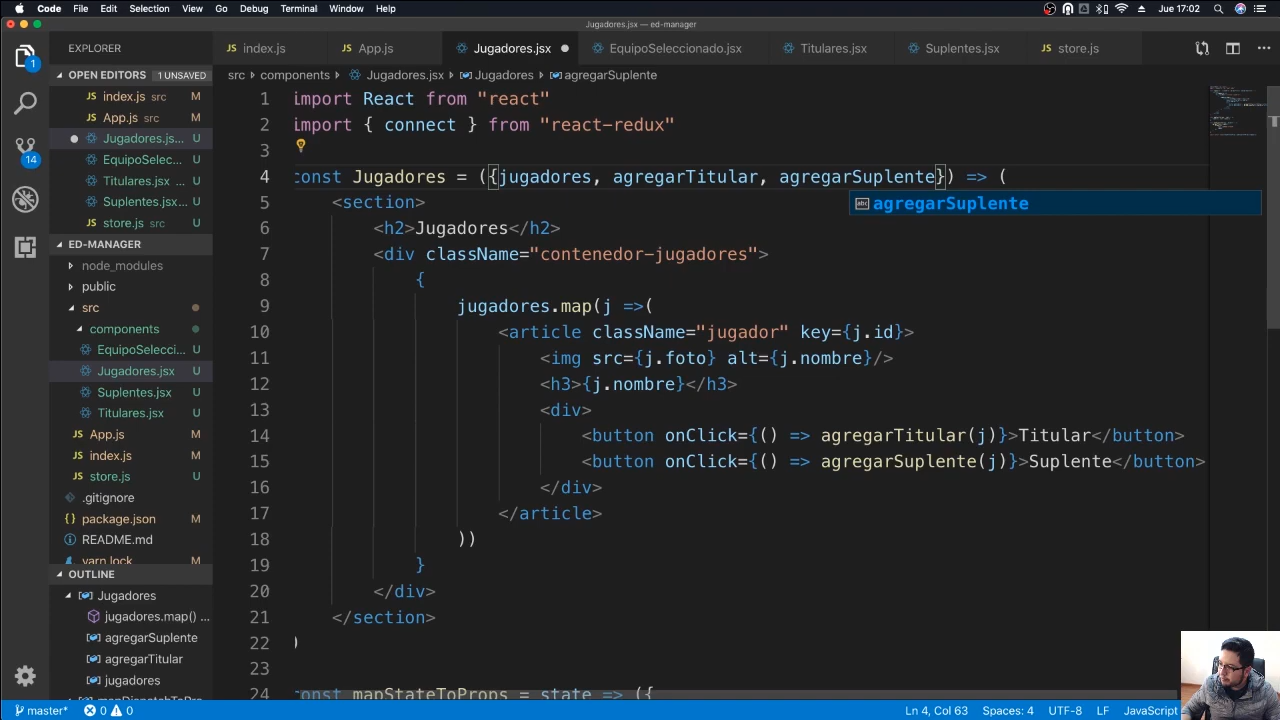 Code File Edit Selection View Go Debug Terminal Window Help Jue 17:02
Jugadores.jsx — ed-manager
EXPLORER
index.js App.js Jugadores.jsx EquipoSeleccionado.jsx Titulares.jsx Suplentes.jsx store.js
OPEN EDITORS 1 UNSAVED
index.js src M
App.js src M
Jugadores.js... U
EquipoSelec... U
Titulares.jsx ... U
Suplentes.jsx... U
store.js src U
ED-MANAGER
node_modules
public
src
components
EquipoSelecci... U
Jugadores.jsx U
Suplentes.jsx U
Titulares.jsx U
App.js M
index.js M
store.js U
.gitignore
package.json M
README.md
yarn.lock M
OUTLINE
Jugadores
jugadores.map() ...
agregarSuplente
agregarTitular
jugadores
mapDispatchToPro...
1
14
src › components › Jugadores.jsx › Jugadores › agregarSuplente
1 import React from "react"
2 import { connect } from "react-redux"
3
4 const Jugadores = ({jugadores, agregarTitular, agregarSuplente}) => (
agregarSuplente
5 <section>
6 <h2>Jugadores</h2>
7 <div className="contenedor-jugadores">
8 {
9 jugadores.map(j =>(
10 <article className="jugador" key={j.id}>
11 <img src={j.foto} alt={j.nombre}/>
12 <h3>{j.nombre}</h3>
13 <div>
14 <button onClick={() => agregarTitular(j)}>Titular</button>
15 <button onClick={() => agregarSuplente(j)}>Suplente</button>
16 </div>
17 </article>
18 ))
19 }
20 </div>
21 </section>
22 )
23
24 const mapStateToProps = state => ({
master* 0 0 Ln 4, Col 63 Spaces: 4 UTF-8 LF JavaScript